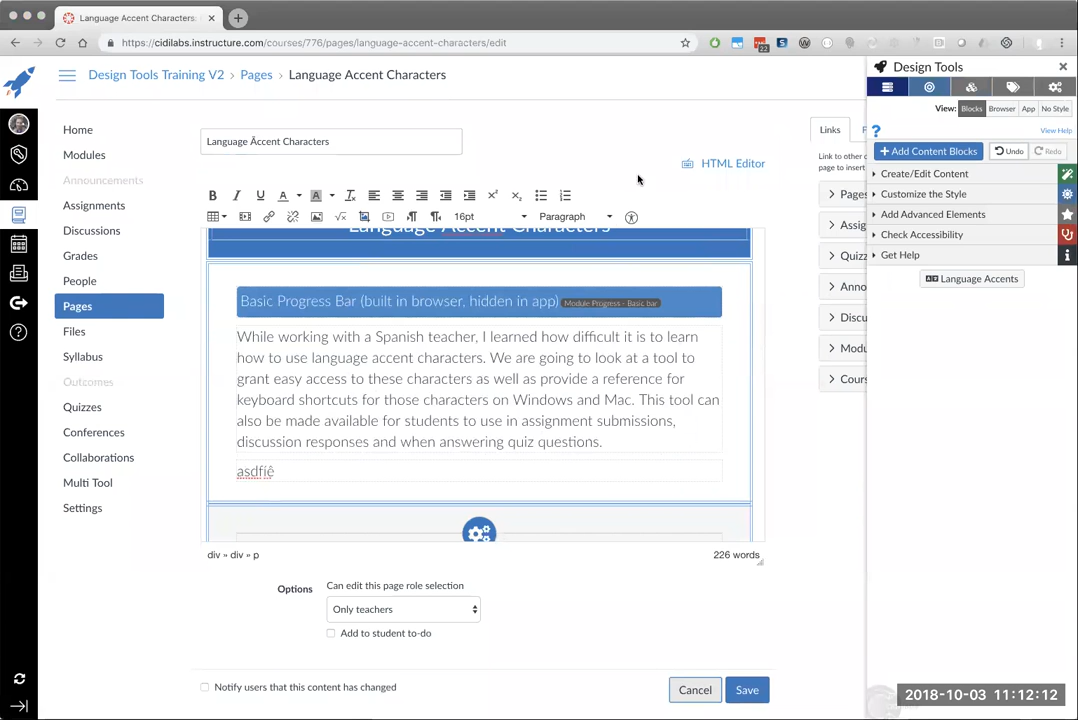 Language Accent Characters:
https://cidilabs.instructure.com/courses/776/pages/language-accent-characters/edit
22
Design Tools Training V2 › Pages › Language Accent Characters
Design Tools
View: Blocks Browser App No Style
View Help
+ Add Content Blocks
Undo
Redo
Create/Edit Content
Customize the Style
Add Advanced Elements
Check Accessibility
Get Help
Language Accents
Home
Modules
Announcements
Assignments
Discussions
Grades
People
Pages
Files
Syllabus
Outcomes
Quizzes
Conferences
Collaborations
Multi Tool
Settings
Language Äccent Characters
HTML Editor
B I U A A
16pt
Paragraph
Language Accent Characters
Basic Progress Bar (built in browser, hidden in app) Module Progress - Basic bar
While working with a Spanish teacher, I learned how difficult it is to learn
how to use language accent characters. We are going to look at a tool to
grant easy access to these characters as well as provide a reference for
keyboard shortcuts for those characters on Windows and Mac. This tool can
also be made available for students to use in assignment submissions,
discussion responses and when answering quiz questions.
asdfíê
div » div » p
226 words
Options
Can edit this page role selection
Only teachers
Add to student to-do
Notify users that this content has changed
Cancel
Save
Links
F
Link to other
page to insert
Pages
Assig
Quizz
Anno
Discu
Modu
Cours
2018-10-03 11:12:12